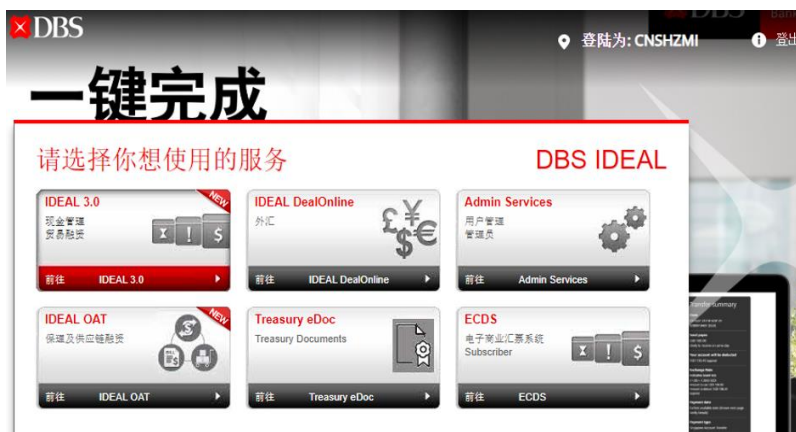 DBS
登陆为: CNSHZMI
一键完成
请选择你想使用的服务
DBS IDEAL
IDEAL 3.0
NEW
现金管理
贸易融资
前往 IDEAL 3.0
IDEAL DealOnline
外汇
前往 IDEAL DealOnline
Admin Services
用户管理
管理员
前往 Admin Services
IDEAL OAT
NEW
保理及供应链融资
前往 IDEAL OAT
Treasury eDoc
Treasury Documents
前往 Treasury eDoc
ECDS
电子商业汇票系统
Subscriber
前往 ECDS
Transfer summary